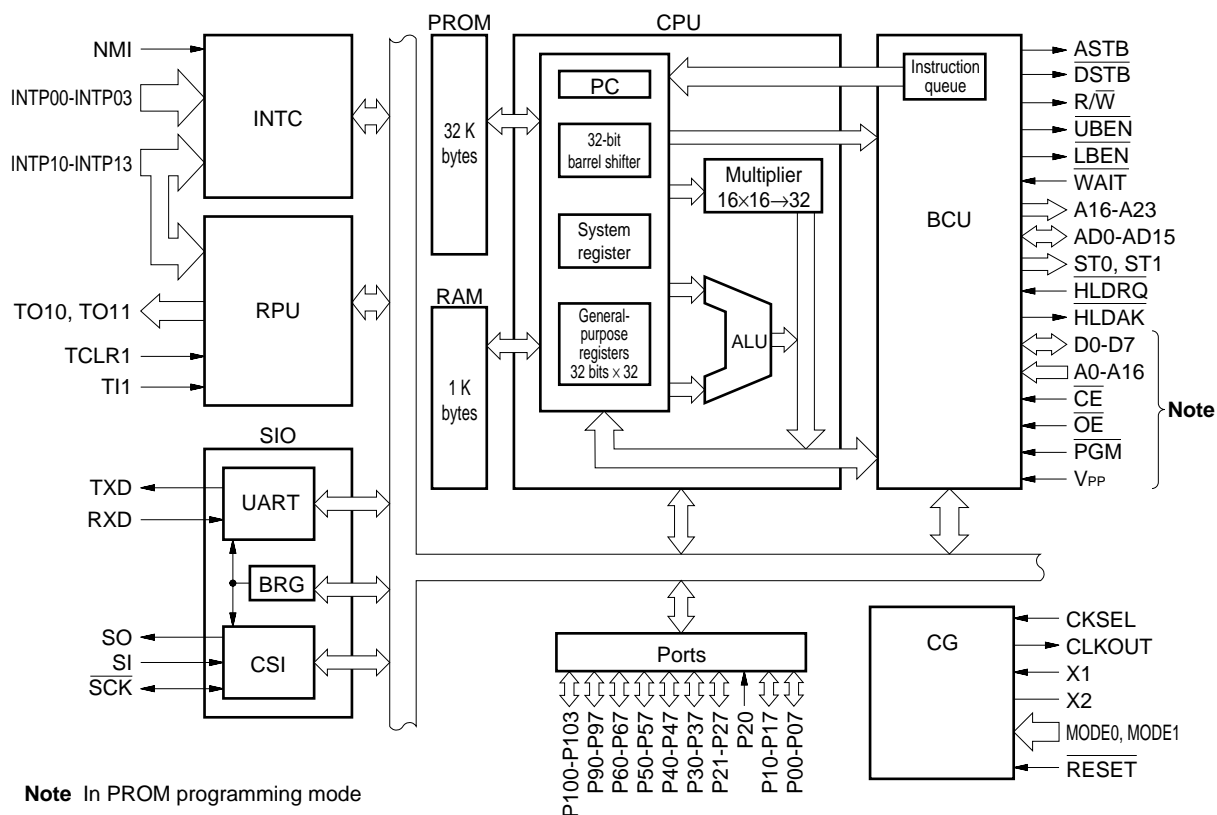 NMI
INTP00-INTP03
INTP10-INTP13
INTC
RPU
TO10, TO11
TCLR1
TI1
SIO
TXD
RXD
UART
BRG
SO
SI
SCK
CSI
PROM
32 K
bytes
RAM
1 K
bytes
CPU
PC
32-bit
barrel shifter
System
register
General-
purpose
registers
32 bits × 32
Multiplier
16×16→32
ALU
Instruction
queue
BCU
ASTB
DSTB
R/W
UBEN
LBEN
WAIT
A16-A23
AD0-AD15
ST0, ST1
HLDRQ
HLDAK
D0-D7
A0-A16
CE
OE
PGM
VPP
Note
Ports
P100-P103
P90-P97
P60-P67
P50-P57
P40-P47
P30-P37
P21-P27
P20
P10-P17
P00-P07
CG
CKSEL
CLKOUT
X1
X2
MODE0, MODE1
RESET
Note In PROM programming mode